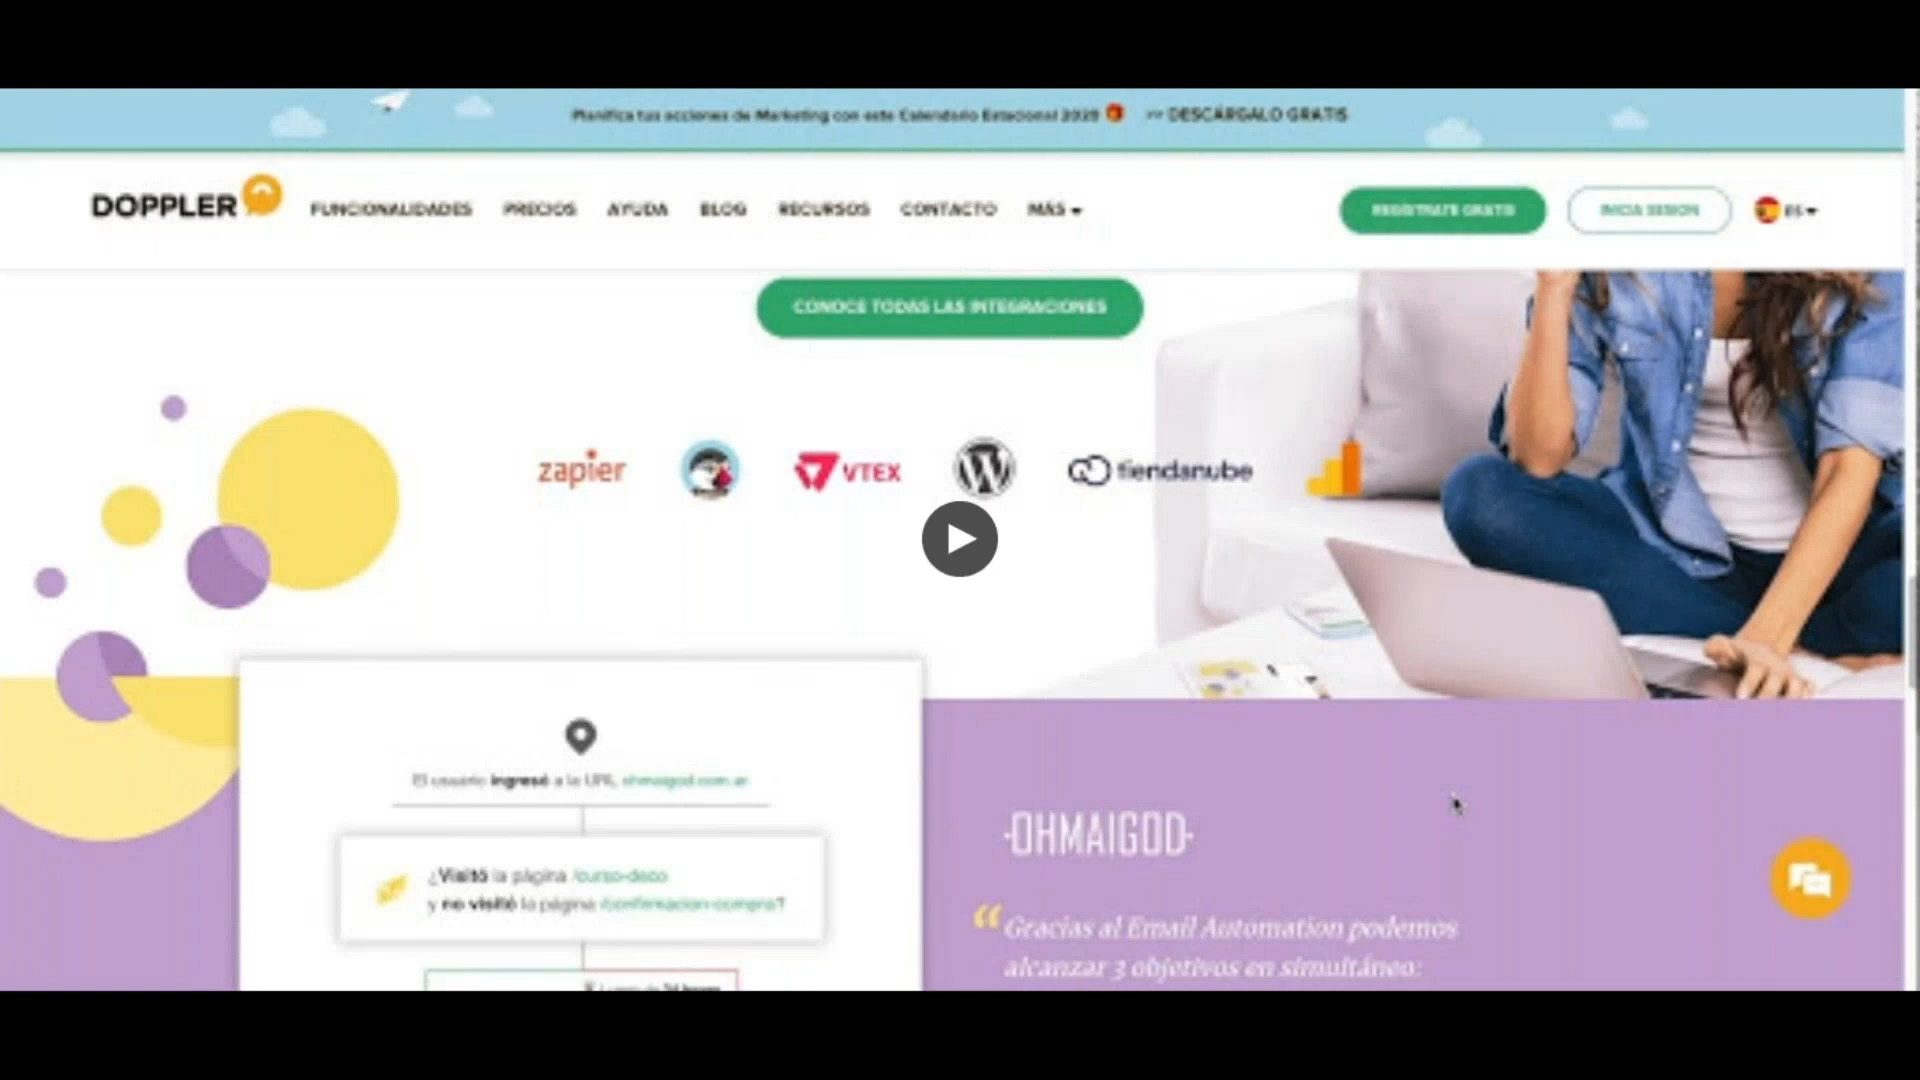 Planifica tus acciones de Marketing con este Calendario Estacional 2020 >> DESCÁRGALO GRATIS
DOPPLER FUNCIONALIDADES PRECIOS AYUDA BLOG RECURSOS CONTACTO MÁS REGÍSTRATE GRATIS INICIA SESIÓN ES
CONOCE TODAS LAS INTEGRACIONES
zapier VTEX tiendanube
El usuario ingresó a la URL ohmaigod.com.ar
¿Visitó la página /curso-deco
y no visitó la página /confirmacion-compra?
·OHMAIGOD·
“Gracias al Email Automation podemos
alcanzar 3 objetivos en simultáneo: